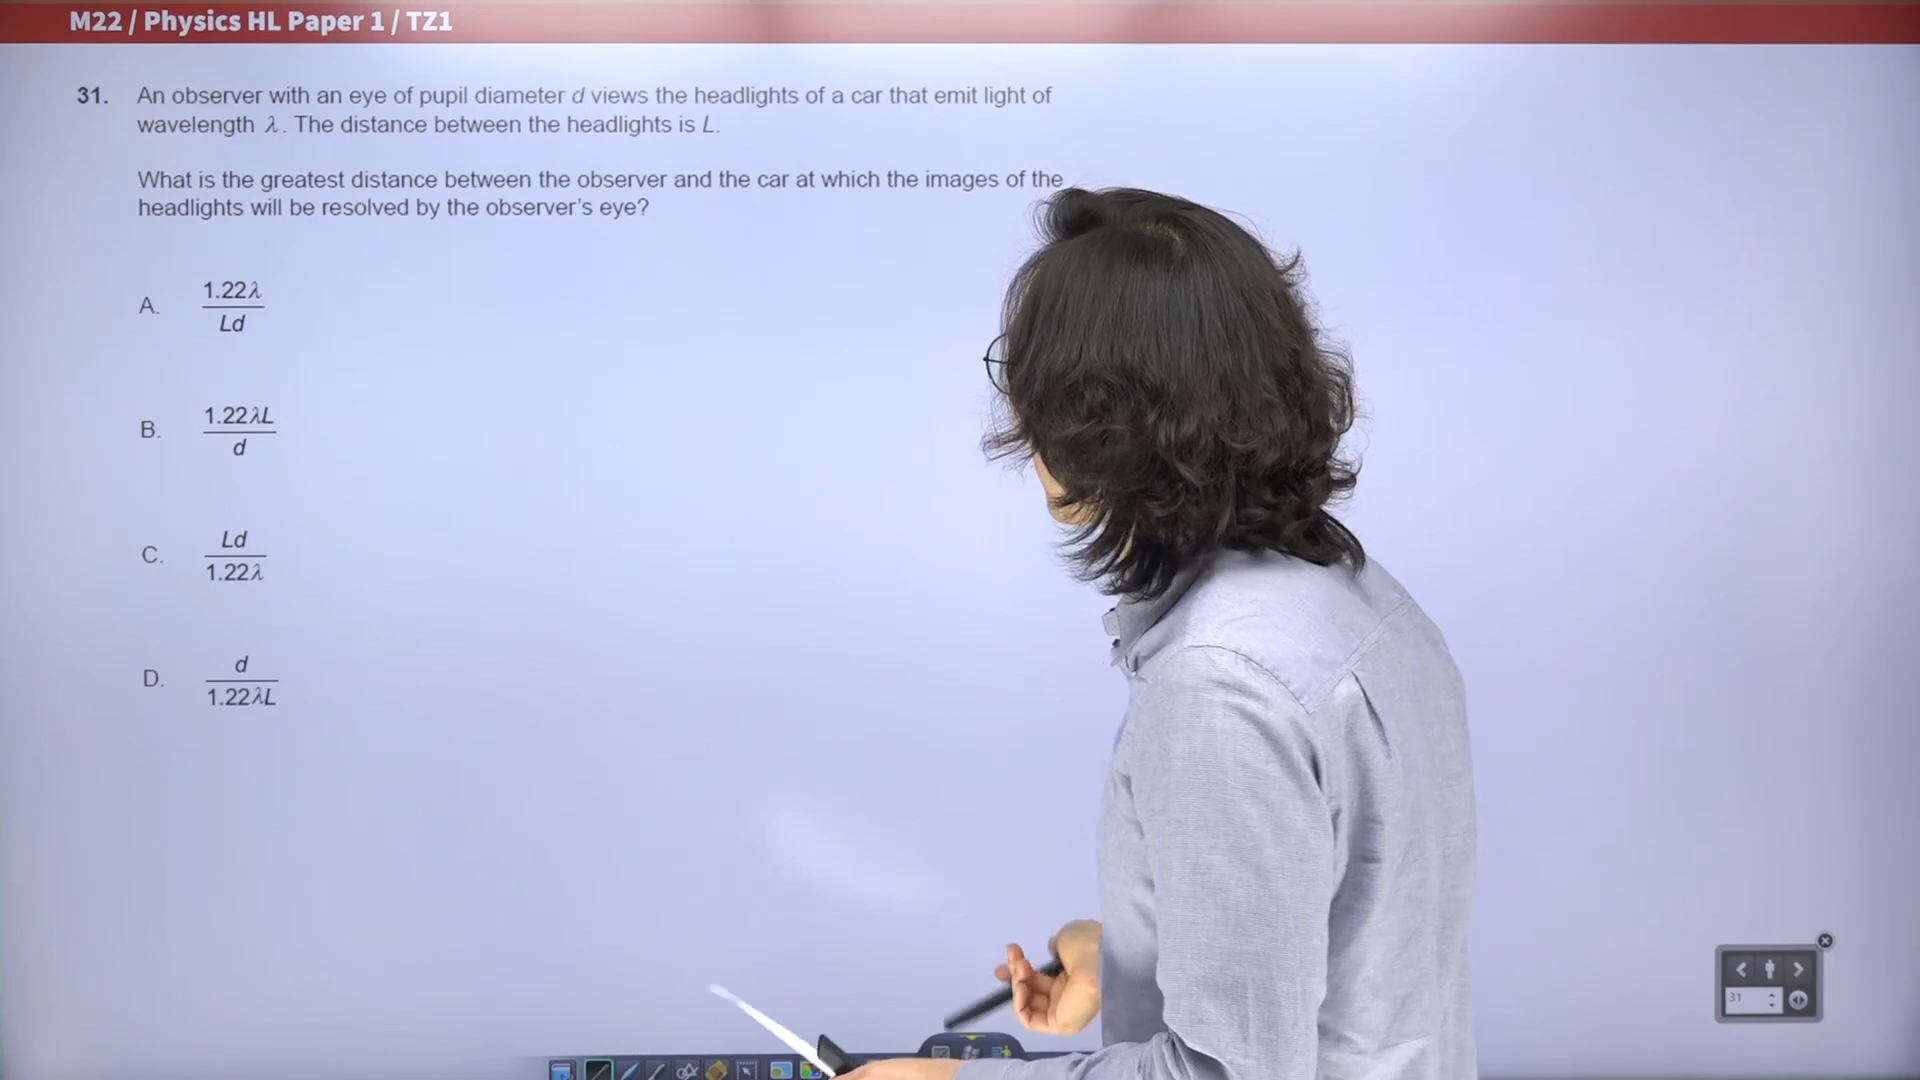 M22 / Physics HL Paper 1 / TZ1
31. An observer with an eye of pupil diameter d views the headlights of a car that emit light of
wavelength λ. The distance between the headlights is L.
What is the greatest distance between the observer and the car at which the images of the
headlights will be resolved by the observer's eye?
A. 1.22λ
Ld
B. 1.22λL
d
C. Ld
1.22λ
D. d
1.22λL
31